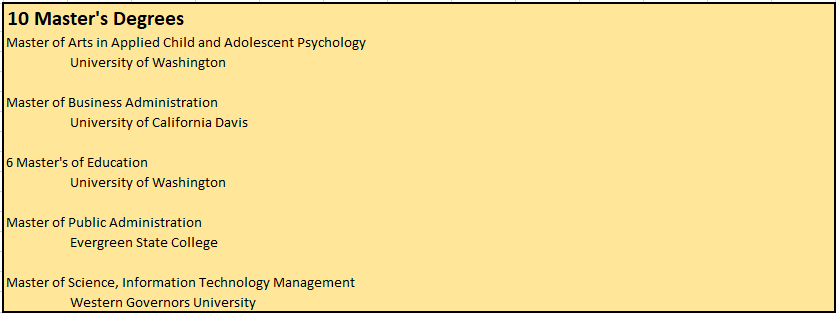 10 Master's Degrees
Master of Arts in Applied Child and Adolescent Psychology
University of Washington
Master of Business Administration
University of California Davis
6 Master's of Education
University of Washington
Master of Public Administration
Evergreen State College
Master of Science, Information Technology Management
Western Governors University